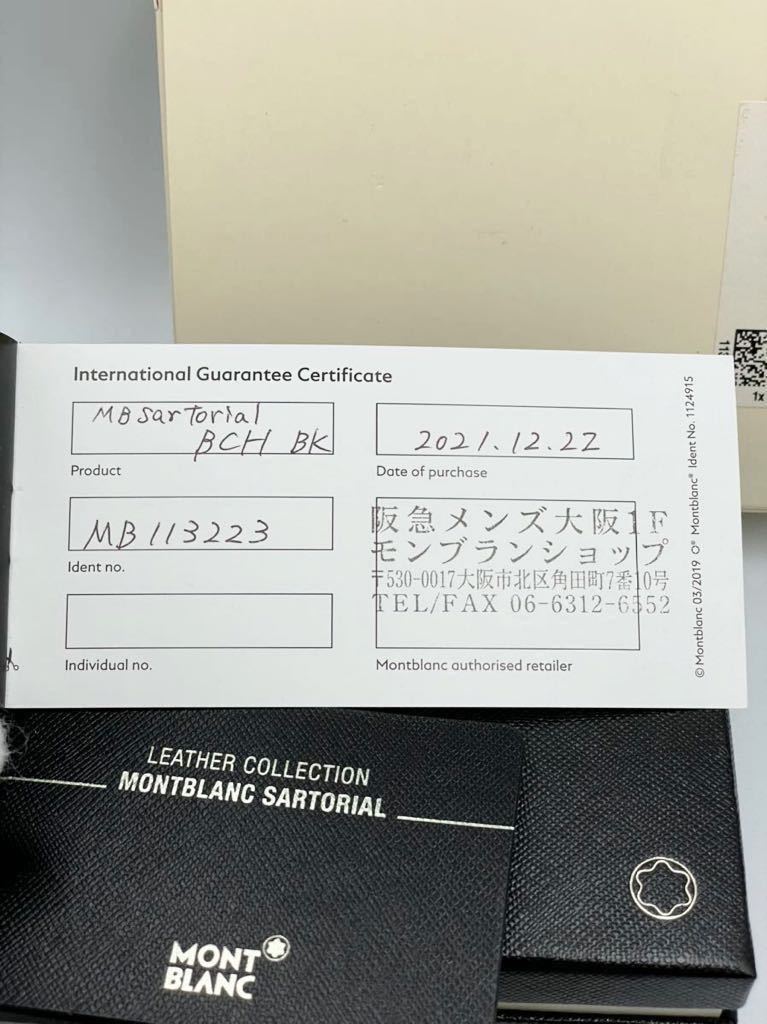 International Guarantee Certificate
MB Sartorial
BCH BK
Product
2021.12.22
Date of purchase
MB113223
Ident no.
阪急メンズ大阪1F
モンブランショップ
〒530-0017大阪市北区角田町7番10号
TEL/FAX 06-6312-6552
Individual no.
Montblanc authorised retailer
© Montblanc 03/2019 O® Montblanc® Ident No. 1124915
1x
LEATHER COLLECTION
MONTBLANC SARTORIAL
MONT
BLANC